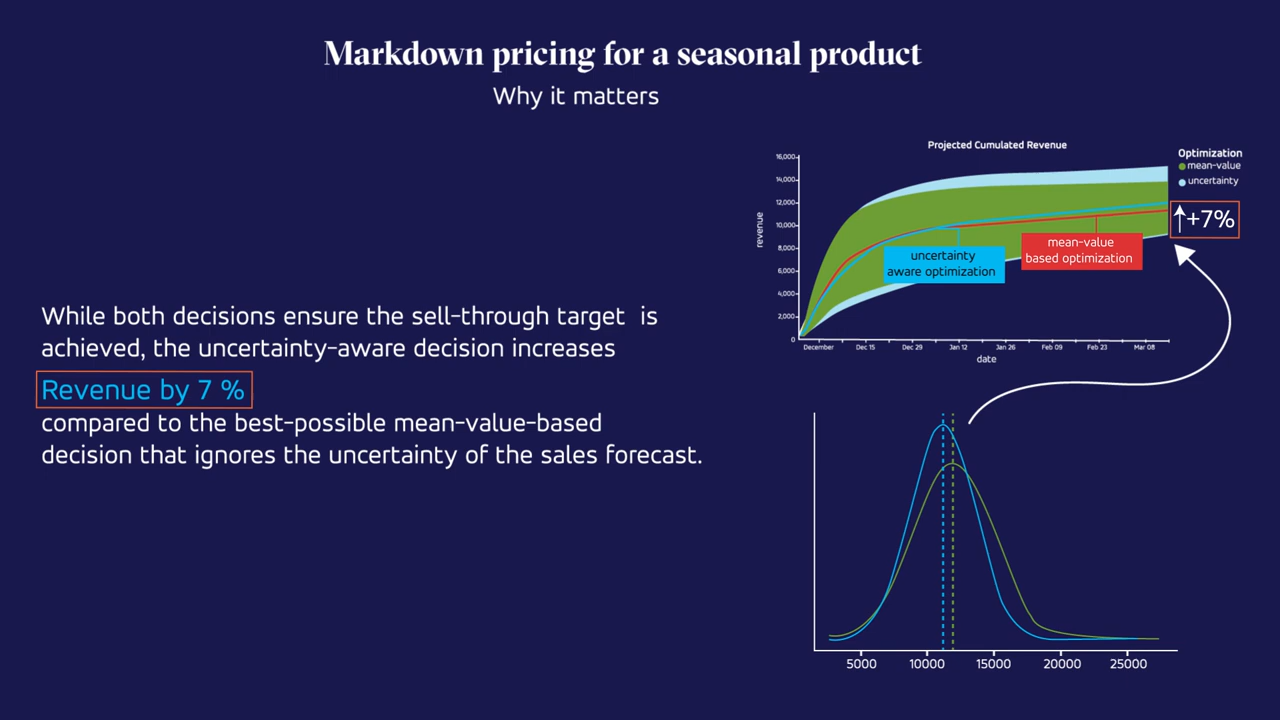 Markdown pricing for a seasonal product
Why it matters
While both decisions ensure the sell-through target is
achieved, the uncertainty-aware decision increases
Revenue by 7 %
compared to the best-possible mean-value-based
decision that ignores the uncertainty of the sales forecast.
Projected Cumulated Revenue
Optimization
mean-value
uncertainty
+7%
revenue
16,000
14,000
12,000
10,000
8,000
6,000
4,000
2,000
0
uncertainty
aware optimization
mean-value
based optimization
December Dec 15 Dec 29 Jan 12 Jan 26 Feb 09 Feb 23 Mar 08
date
5000 10000 15000 20000 25000